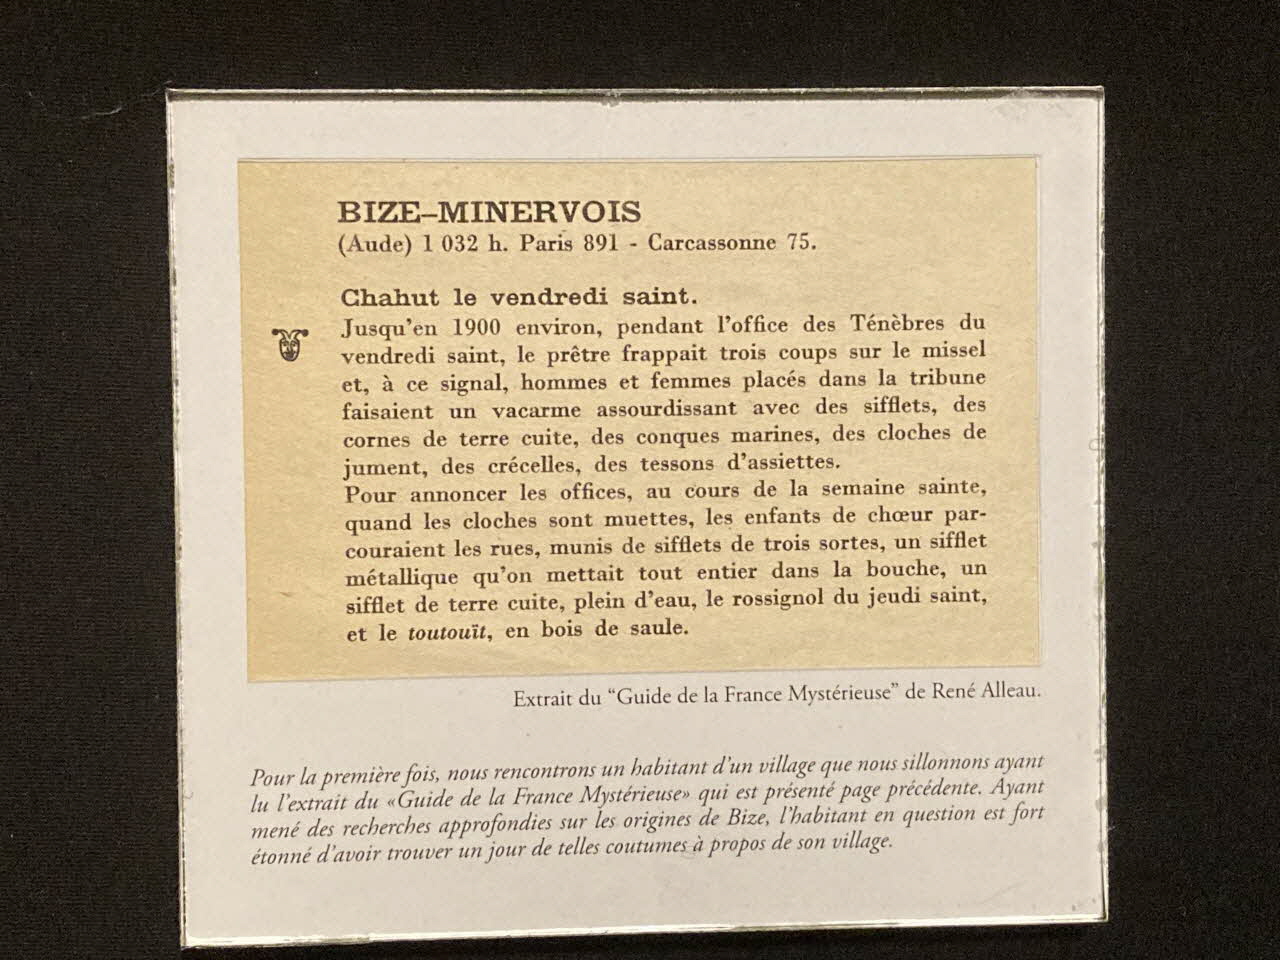 BIZE–MINERVOIS
(Aude) 1 032 h. Paris 891 - Carcassonne 75.
Chahut le vendredi saint.
Jusqu'en 1900 environ, pendant l'office des Ténèbres du
vendredi saint, le prêtre frappait trois coups sur le missel
et, à ce signal, hommes et femmes placés dans la tribune
faisaient un vacarme assourdissant avec des sifflets, des
cornes de terre cuite, des conques marines, des cloches de
jument, des crécelles, des tessons d'assiettes.
Pour annoncer les offices, au cours de la semaine sainte,
quand les cloches sont muettes, les enfants de chœur par-
couraient les rues, munis de sifflets de trois sortes, un sifflet
métallique qu'on mettait tout entier dans la bouche, un
sifflet de terre cuite, plein d'eau, le rossignol du jeudi saint,
et le toutouït, en bois de saule.
Extrait du “Guide de la France Mystérieuse” de René Alleau.
Pour la première fois, nous rencontrons un habitant d'un village que nous sillonnons ayant
lu l'extrait du «Guide de la France Mystérieuse» qui est présenté page précédente. Ayant
mené des recherches approfondies sur les origines de Bize, l'habitant en question est fort
étonné d'avoir trouver un jour de telles coutumes à propos de son village.